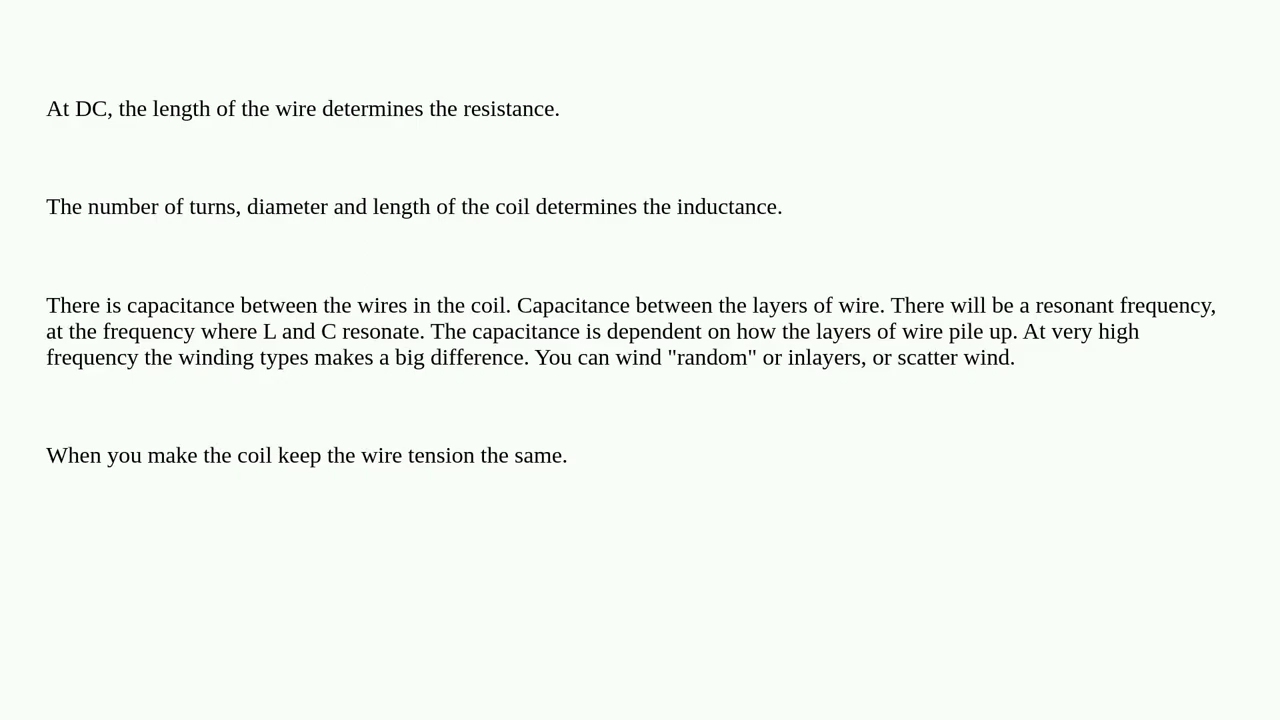 At DC, the length of the wire determines the resistance.
The number of turns, diameter and length of the coil determines the inductance.
There is capacitance between the wires in the coil. Capacitance between the layers of wire. There will be a resonant frequency,
at the frequency where L and C resonate. The capacitance is dependent on how the layers of wire pile up. At very high
frequency the winding types makes a big difference. You can wind "random" or inlayers, or scatter wind.
When you make the coil keep the wire tension the same.